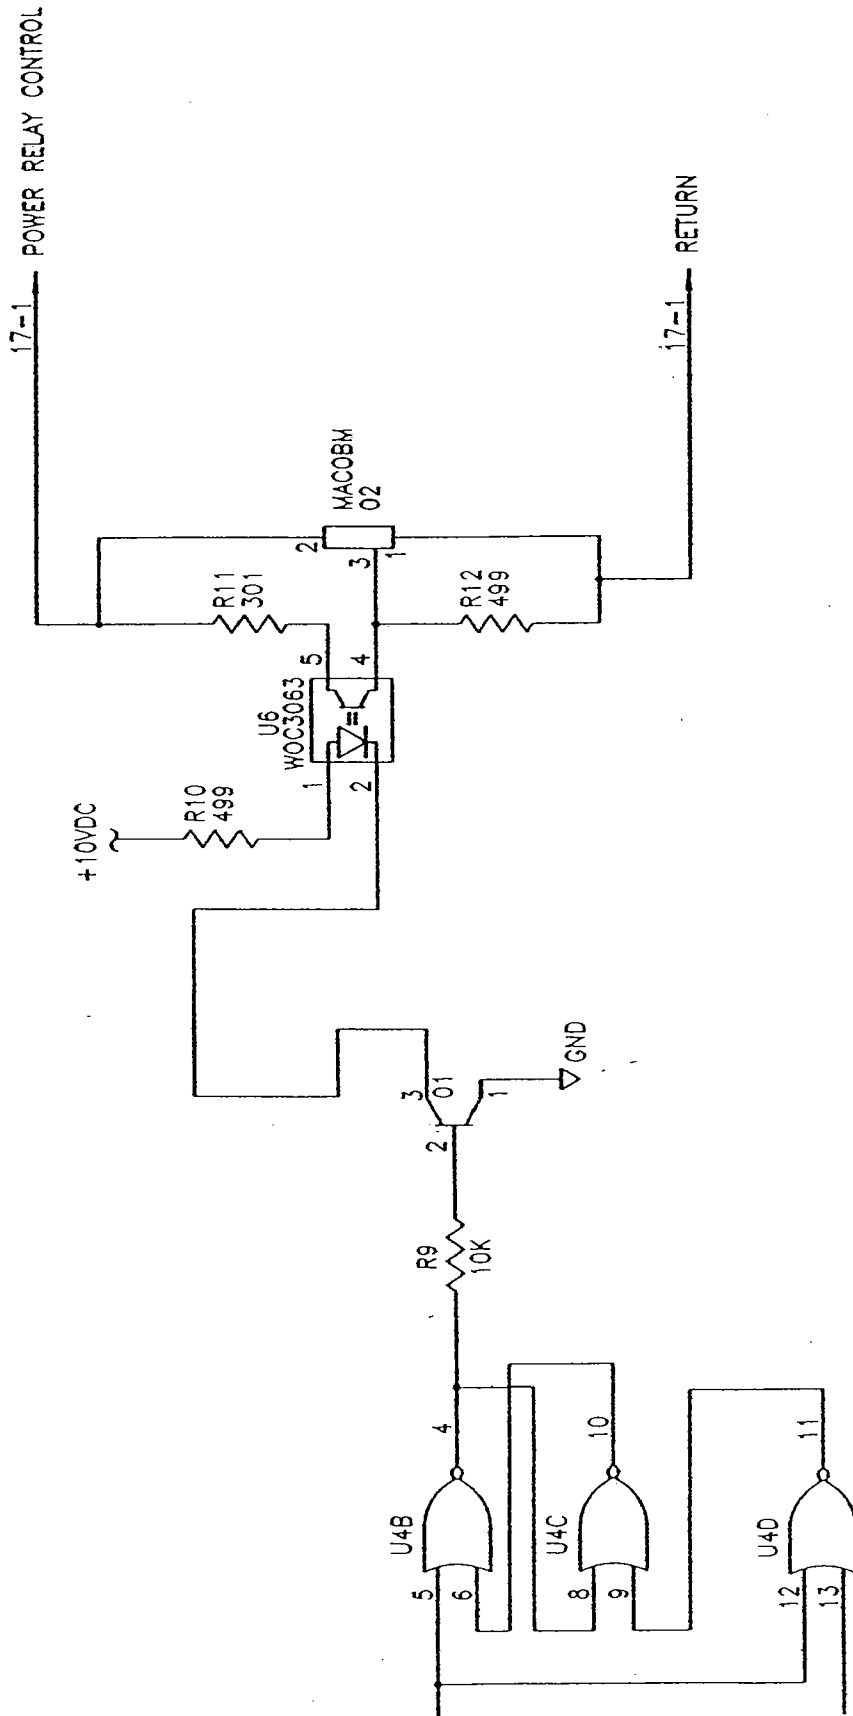 17-1
POWER RELAY CONTROL
MACOBM
02
2
3
1
R11
301
R12
499
17-1
RETURN
U6
WOC3063
5
4
1
2
+10VDC
R10
499
3
01
1
2
GND
R9
10K
U4B
4
5
6
U4C
10
8
9
U4D
11
12
13